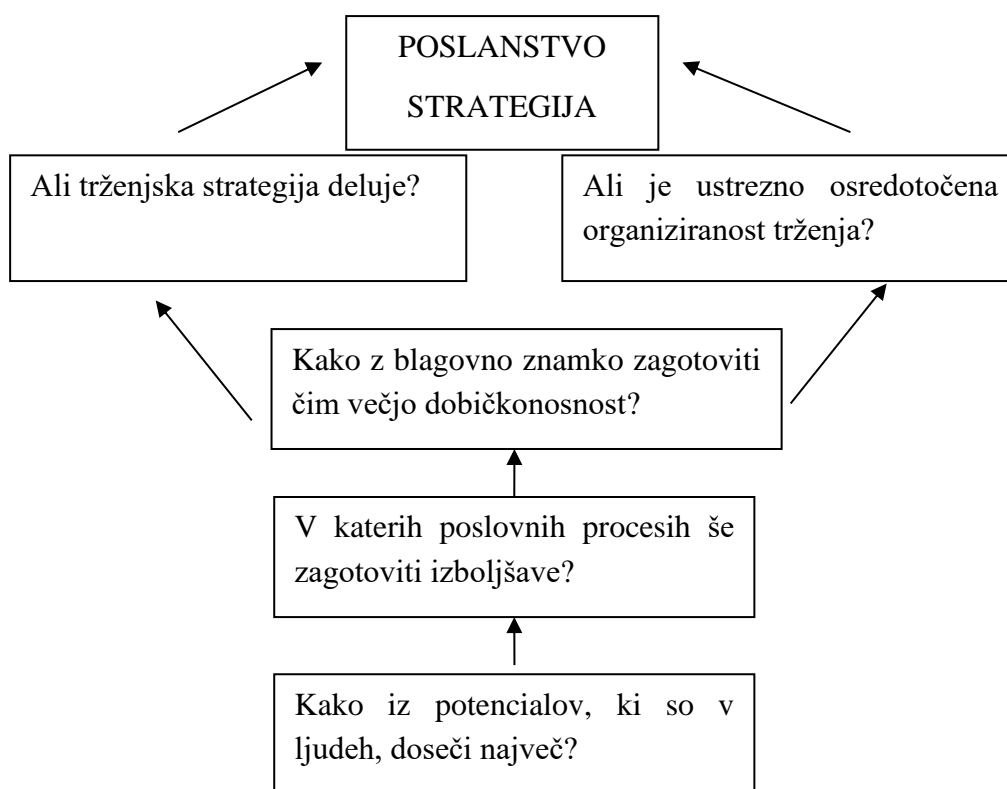 POSLANSTVO
STRATEGIJA
Ali trženjska strategija deluje?
Ali je ustrezno osredotočena
organiziranost trženja?
Kako z blagovno znamko zagotoviti
čim večjo dobičkonosnost?
V katerih poslovnih procesih še
zagotoviti izboljšave?
Kako iz potencialov, ki so v
ljudeh, doseči največ?